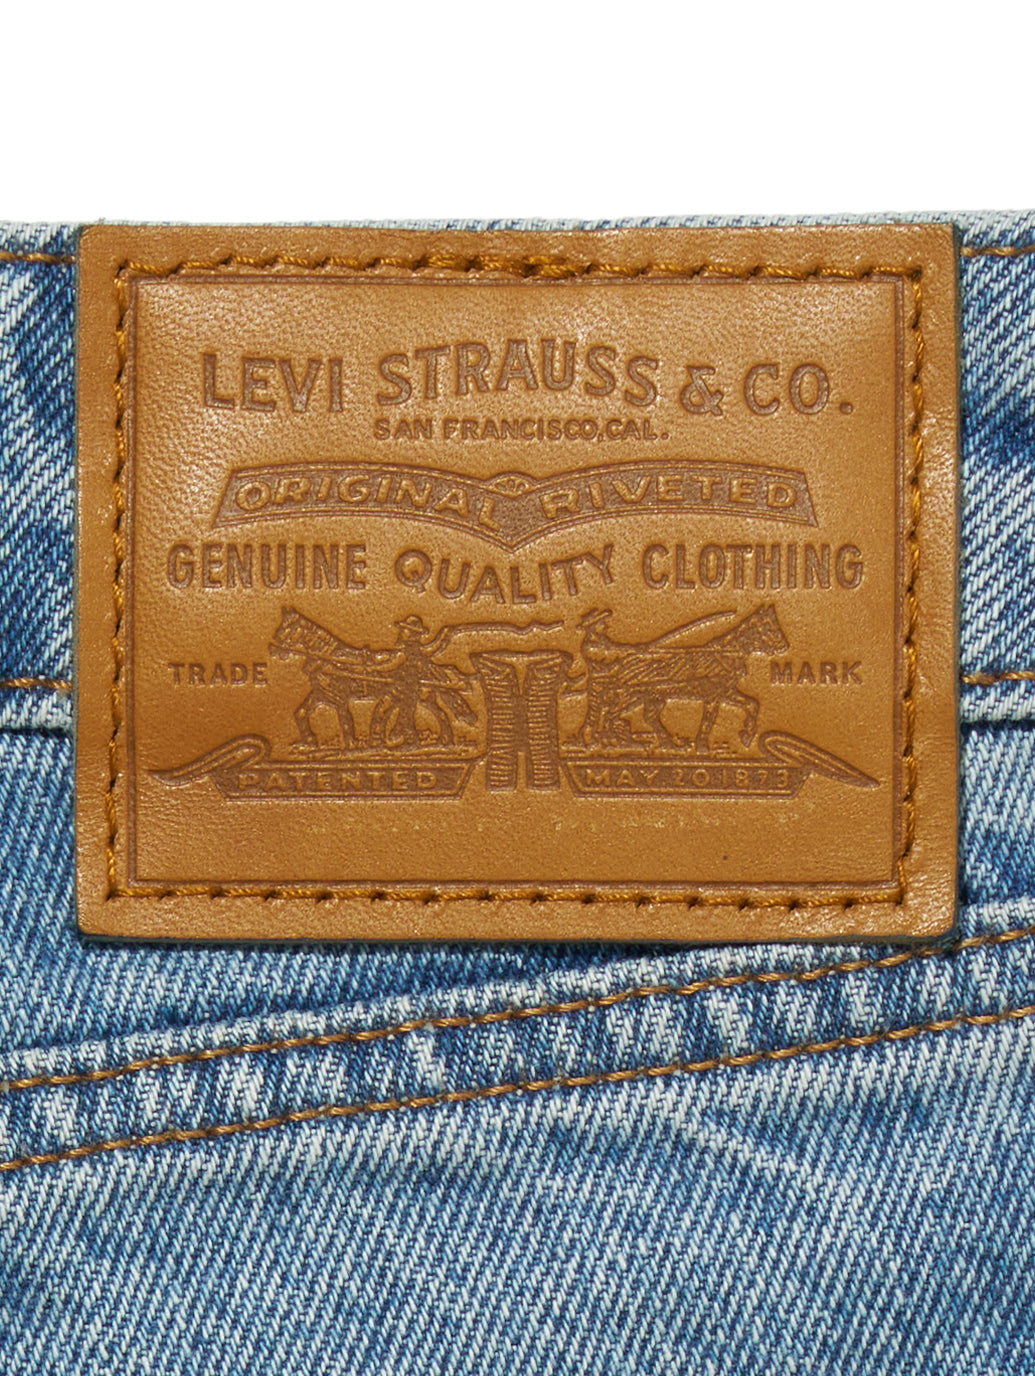 LEVI STRAUSS & CO.
SAN FRANCISCO, CAL.
ORIGINAL RIVETED
GENUINE QUALITY CLOTHING
TRADE MARK
PATENTED MAY 20 1873